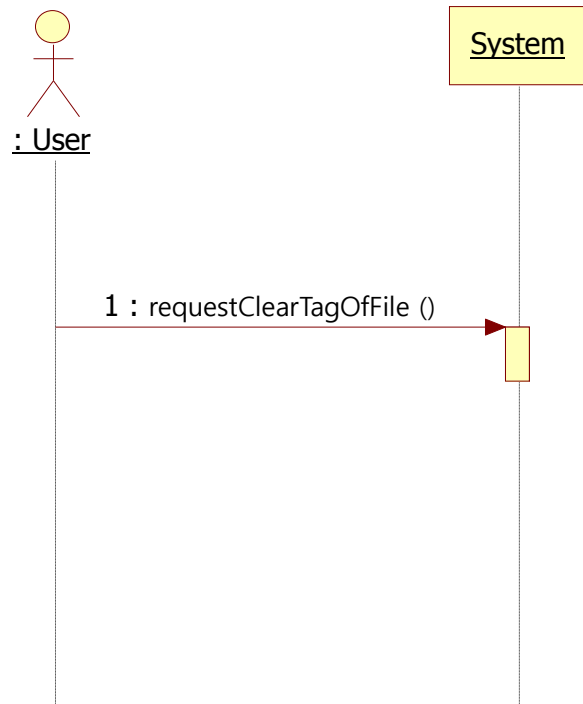 System
: User
1 : requestClearTagOfFile ()